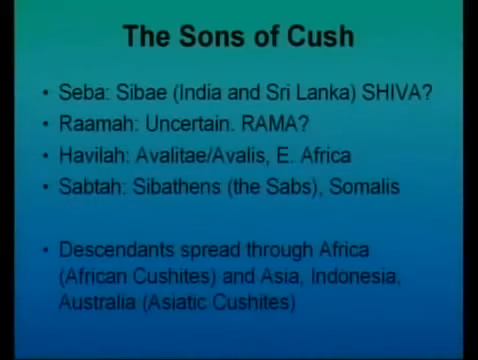 The Sons of Cush
• Seba: Sibae (India and Sri Lanka) SHIVA?
• Raamah: Uncertain. RAMA?
• Havilah: Avalitae/Avalis, E. Africa
• Sabtah: Sibathens (the Sabs), Somalis
• Descendants spread through Africa
(African Cushites) and Asia, Indonesia,
Australia (Asiatic Cushites)